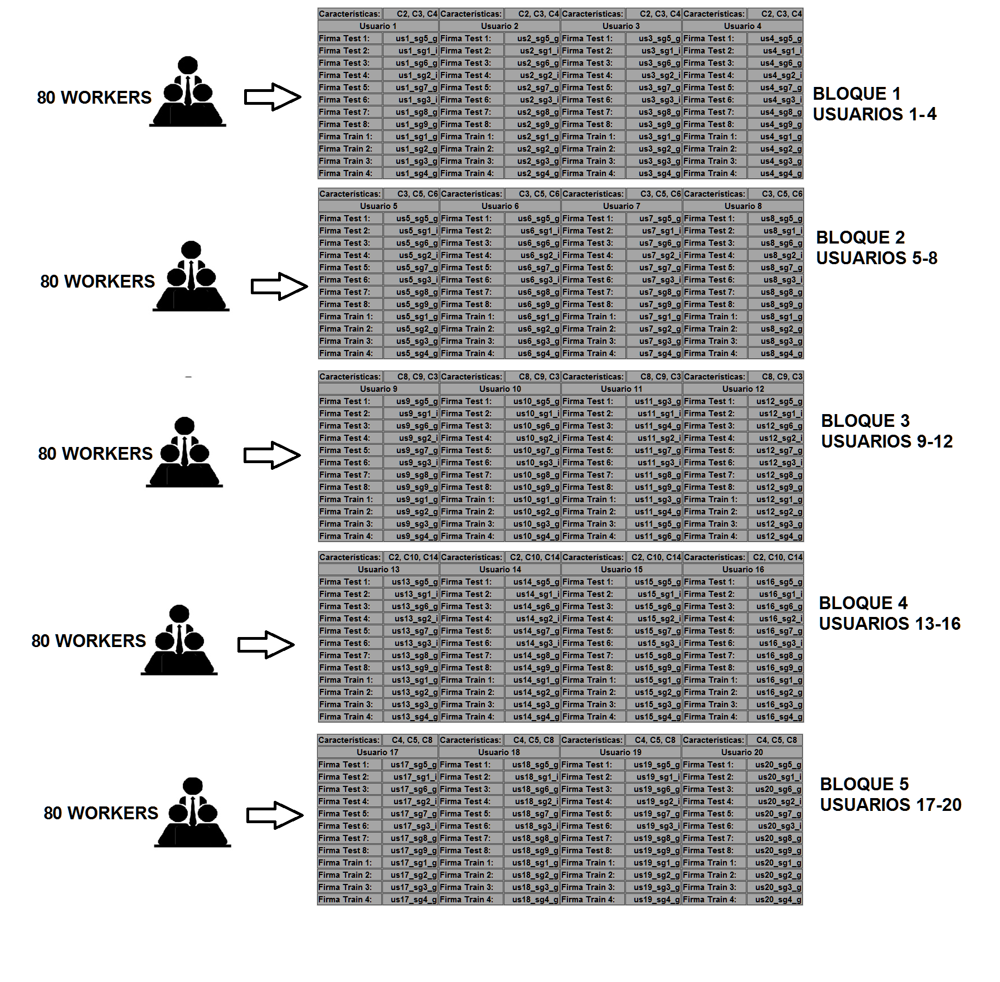 Características: C2, C3, C4 Características: C2, C3, C4 Características: C2, C3, C4 Características: C2, C3, C4
Usuario 1 Usuario 2 Usuario 3 Usuario 4
Firma Test 1: us1_sg5_g Firma Test 1: us2_sg5_g Firma Test 1: us3_sg5_g Firma Test 1: us4_sg5_g
Firma Test 2: us1_sg1_i Firma Test 2: us2_sg1_i Firma Test 2: us3_sg1_i Firma Test 2: us4_sg1_i
Firma Test 3: us1_sg6_g Firma Test 3: us2_sg6_g Firma Test 3: us3_sg6_g Firma Test 3: us4_sg6_g
Firma Test 4: us1_sg2_i Firma Test 4: us2_sg2_i Firma Test 4: us3_sg2_i Firma Test 4: us4_sg2_i
Firma Test 5: us1_sg7_g Firma Test 5: us2_sg7_g Firma Test 5: us3_sg7_g Firma Test 5: us4_sg7_g
Firma Test 6: us1_sg3_i Firma Test 6: us2_sg3_i Firma Test 6: us3_sg3_i Firma Test 6: us4_sg3_i
Firma Test 7: us1_sg8_g Firma Test 7: us2_sg8_g Firma Test 7: us3_sg8_g Firma Test 7: us4_sg8_g
Firma Test 8: us1_sg9_g Firma Test 8: us2_sg9_g Firma Test 8: us3_sg9_g Firma Test 8: us4_sg9_g
Firma Train 1: us1_sg1_g Firma Train 1: us2_sg1_g Firma Train 1: us3_sg1_g Firma Train 1: us4_sg1_g
Firma Train 2: us1_sg2_g Firma Train 2: us2_sg2_g Firma Train 2: us3_sg2_g Firma Train 2: us4_sg2_g
Firma Train 3: us1_sg3_g Firma Train 3: us2_sg3_g Firma Train 3: us3_sg3_g Firma Train 3: us4_sg3_g
Firma Train 4: us1_sg4_g Firma Train 4: us2_sg4_g Firma Train 4: us3_sg4_g Firma Train 4: us4_sg4_g
80 WORKERS
BLOQUE 1
USUARIOS 1-4
Características: C3, C5, C6 Características: C3, C5, C6 Características: C3, C5, C6 Características: C3, C5, C6
Usuario 5 Usuario 6 Usuario 7 Usuario 8
Firma Test 1: us5_sg5_g Firma Test 1: us6_sg5_g Firma Test 1: us7_sg5_g Firma Test 1: us8_sg5_g
Firma Test 2: us5_sg1_i Firma Test 2: us6_sg1_i Firma Test 2: us7_sg1_i Firma Test 2: us8_sg1_i
Firma Test 3: us5_sg6_g Firma Test 3: us6_sg6_g Firma Test 3: us7_sg6_g Firma Test 3: us8_sg6_g
Firma Test 4: us5_sg2_i Firma Test 4: us6_sg2_i Firma Test 4: us7_sg2_i Firma Test 4: us8_sg2_i
Firma Test 5: us5_sg7_g Firma Test 5: us6_sg7_g Firma Test 5: us7_sg7_g Firma Test 5: us8_sg7_g
Firma Test 6: us5_sg3_i Firma Test 6: us6_sg3_i Firma Test 6: us7_sg3_i Firma Test 6: us8_sg3_i
Firma Test 7: us5_sg8_g Firma Test 7: us6_sg8_g Firma Test 7: us7_sg8_g Firma Test 7: us8_sg8_g
Firma Test 8: us5_sg9_g Firma Test 8: us6_sg9_g Firma Test 8: us7_sg9_g Firma Test 8: us8_sg9_g
Firma Train 1: us5_sg1_g Firma Train 1: us6_sg1_g Firma Train 1: us7_sg1_g Firma Train 1: us8_sg1_g
Firma Train 2: us5_sg2_g Firma Train 2: us6_sg2_g Firma Train 2: us7_sg2_g Firma Train 2: us8_sg2_g
Firma Train 3: us5_sg3_g Firma Train 3: us6_sg3_g Firma Train 3: us7_sg3_g Firma Train 3: us8_sg3_g
Firma Train 4: us5_sg4_g Firma Train 4: us6_sg4_g Firma Train 4: us7_sg4_g Firma Train 4: us8_sg4_g
80 WORKERS
BLOQUE 2
USUARIOS 5-8
Características: C8, C9, C3 Características: C8, C9, C3 Características: C8, C9, C3 Características: C8, C9, C3
Usuario 9 Usuario 10 Usuario 11 Usuario 12
Firma Test 1: us9_sg5_g Firma Test 1: us10_sg5_g Firma Test 1: us11_sg3_g Firma Test 1: us12_sg5_g
Firma Test 2: us9_sg1_i Firma Test 2: us10_sg1_i Firma Test 2: us11_sg1_i Firma Test 2: us12_sg1_i
Firma Test 3: us9_sg6_g Firma Test 3: us10_sg6_g Firma Test 3: us11_sg4_g Firma Test 3: us12_sg6_g
Firma Test 4: us9_sg2_i Firma Test 4: us10_sg2_i Firma Test 4: us11_sg2_i Firma Test 4: us12_sg2_i
Firma Test 5: us9_sg7_g Firma Test 5: us10_sg7_g Firma Test 5: us11_sg7_g Firma Test 5: us12_sg7_g
Firma Test 6: us9_sg3_i Firma Test 6: us10_sg3_i Firma Test 6: us11_sg3_i Firma Test 6: us12_sg3_i
Firma Test 7: us9_sg8_g Firma Test 7: us10_sg8_g Firma Test 7: us11_sg8_g Firma Test 7: us12_sg8_g
Firma Test 8: us9_sg9_g Firma Test 8: us10_sg9_g Firma Test 8: us11_sg9_g Firma Test 8: us12_sg9_g
Firma Train 1: us9_sg1_g Firma Train 1: us10_sg1_g Firma Train 1: us11_sg3_g Firma Train 1: us12_sg1_g
Firma Train 2: us9_sg2_g Firma Train 2: us10_sg2_g Firma Train 2: us11_sg4_g Firma Train 2: us12_sg2_g
Firma Train 3: us9_sg3_g Firma Train 3: us10_sg3_g Firma Train 3: us11_sg5_g Firma Train 3: us12_sg3_g
Firma Train 4: us9_sg4_g Firma Train 4: us10_sg4_g Firma Train 4: us11_sg6_g Firma Train 4: us12_sg4_g
80 WORKERS
BLOQUE 3
USUARIOS 9-12
Características: C2, C10, C14 Características: C2, C10, C14 Características: C2, C10, C14 Características: C2, C10, C14
Usuario 13 Usuario 14 Usuario 15 Usuario 16
Firma Test 1: us13_sg5_g Firma Test 1: us14_sg5_g Firma Test 1: us15_sg5_g Firma Test 1: us16_sg5_g
Firma Test 2: us13_sg1_i Firma Test 2: us14_sg1_i Firma Test 2: us15_sg1_i Firma Test 2: us16_sg1_i
Firma Test 3: us13_sg6_g Firma Test 3: us14_sg6_g Firma Test 3: us15_sg6_g Firma Test 3: us16_sg6_g
Firma Test 4: us13_sg2_i Firma Test 4: us14_sg2_i Firma Test 4: us15_sg2_i Firma Test 4: us16_sg2_i
Firma Test 5: us13_sg7_g Firma Test 5: us14_sg7_g Firma Test 5: us15_sg7_g Firma Test 5: us16_sg7_g
Firma Test 6: us13_sg3_i Firma Test 6: us14_sg3_i Firma Test 6: us15_sg3_i Firma Test 6: us16_sg3_i
Firma Test 7: us13_sg8_g Firma Test 7: us14_sg8_g Firma Test 7: us15_sg8_g Firma Test 7: us16_sg8_g
Firma Test 8: us13_sg9_g Firma Test 8: us14_sg9_g Firma Test 8: us15_sg9_g Firma Test 8: us16_sg9_g
Firma Train 1: us13_sg1_g Firma Train 1: us14_sg1_g Firma Train 1: us15_sg1_g Firma Train 1: us16_sg1_g
Firma Train 2: us13_sg2_g Firma Train 2: us14_sg2_g Firma Train 2: us15_sg2_g Firma Train 2: us16_sg2_g
Firma Train 3: us13_sg3_g Firma Train 3: us14_sg3_g Firma Train 3: us15_sg3_g Firma Train 3: us16_sg3_g
Firma Train 4: us13_sg4_g Firma Train 4: us14_sg4_g Firma Train 4: us15_sg4_g Firma Train 4: us16_sg4_g
80 WORKERS
BLOQUE 4
USUARIOS 13-16
Características: C4, C5, C8 Características: C4, C5, C8 Características: C4, C5, C8 Características: C4, C5, C8
Usuario 17 Usuario 18 Usuario 19 Usuario 20
Firma Test 1: us17_sg5_g Firma Test 1: us18_sg5_g Firma Test 1: us19_sg5_g Firma Test 1: us20_sg5_g
Firma Test 2: us17_sg1_i Firma Test 2: us18_sg1_i Firma Test 2: us19_sg1_i Firma Test 2: us20_sg1_i
Firma Test 3: us17_sg6_g Firma Test 3: us18_sg6_g Firma Test 3: us19_sg6_g Firma Test 3: us20_sg6_g
Firma Test 4: us17_sg2_i Firma Test 4: us18_sg2_i Firma Test 4: us19_sg2_i Firma Test 4: us20_sg2_i
Firma Test 5: us17_sg7_g Firma Test 5: us18_sg7_g Firma Test 5: us19_sg7_g Firma Test 5: us20_sg7_g
Firma Test 6: us17_sg3_i Firma Test 6: us18_sg3_i Firma Test 6: us19_sg3_i Firma Test 6: us20_sg3_i
Firma Test 7: us17_sg8_g Firma Test 7: us18_sg8_g Firma Test 7: us19_sg8_g Firma Test 7: us20_sg8_g
Firma Test 8: us17_sg9_g Firma Test 8: us18_sg9_g Firma Test 8: us19_sg9_g Firma Test 8: us20_sg9_g
Firma Train 1: us17_sg1_g Firma Train 1: us18_sg1_g Firma Train 1: us19_sg1_g Firma Train 1: us20_sg1_g
Firma Train 2: us17_sg2_g Firma Train 2: us18_sg2_g Firma Train 2: us19_sg2_g Firma Train 2: us20_sg2_g
Firma Train 3: us17_sg3_g Firma Train 3: us18_sg3_g Firma Train 3: us19_sg3_g Firma Train 3: us20_sg3_g
Firma Train 4: us17_sg4_g Firma Train 4: us18_sg4_g Firma Train 4: us19_sg4_g Firma Train 4: us20_sg4_g
80 WORKERS
BLOQUE 5
USUARIOS 17-20